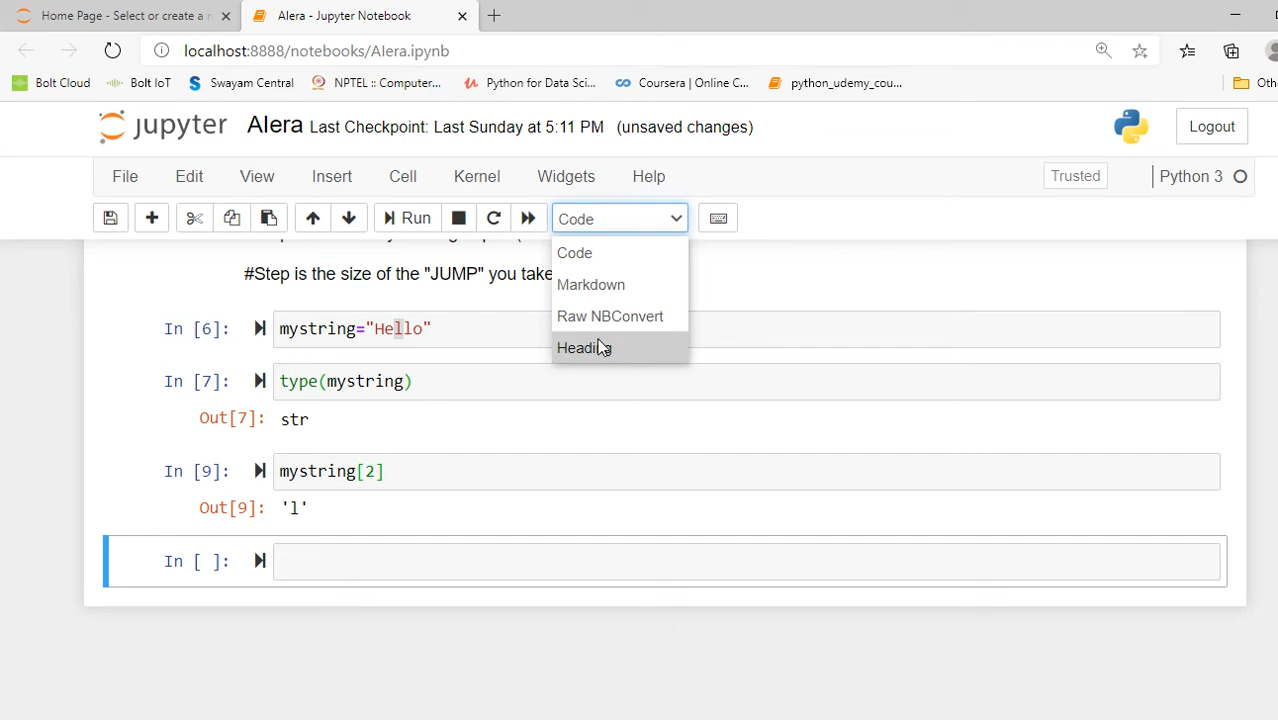 Home Page - Select or create a
Alera - Jupyter Notebook
localhost:8888/notebooks/Alera.ipynb
Bolt Cloud
Bolt IoT
Swayam Central
NPTEL :: Computer...
Python for Data Sci...
Coursera | Online C...
python_udemy_cou...
jupyter
Alera Last Checkpoint: Last Sunday at 5:11 PM (unsaved changes)
Logout
File Edit View Insert Cell Kernel Widgets Help
Trusted
Python 3
Run
Code
Code
Markdown
Raw NBConvert
Heading
#Step is the size of the "JUMP" you take
In [6]: mystring="Hello"
In [7]: type(mystring)
Out[7]: str
In [9]: mystring[2]
Out[9]: 'l'
In [ ]: